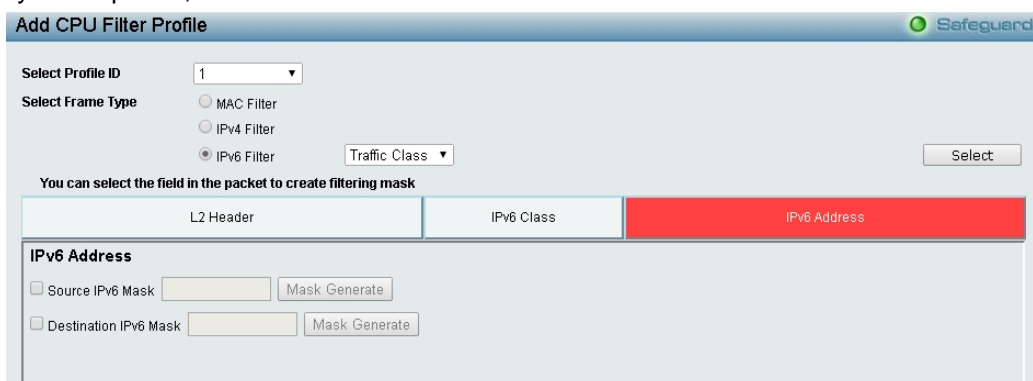 Add CPU Filter Profile Safeguard
Select Profile ID 1
Select Frame Type MAC Filter
IPv4 Filter
IPv6 Filter Traffic Class Select
You can select the field in the packet to create filtering mask
L2 Header IPv6 Class IPv6 Address
IPv6 Address
Source IPv6 Mask Mask Generate
Destination IPv6 Mask Mask Generate